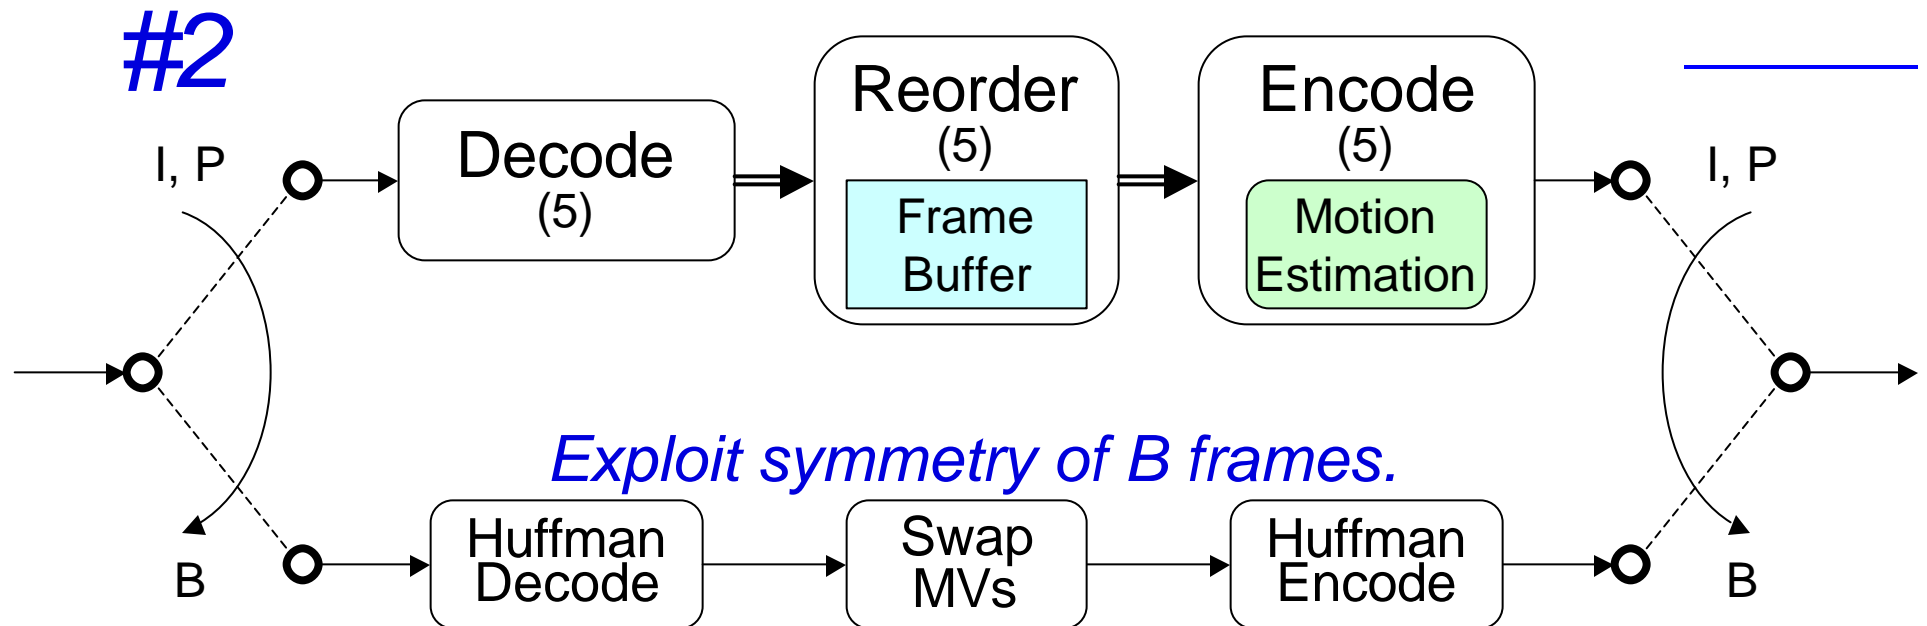 #2
I, P
Decode
(5)
Reorder
(5)
Frame
Buffer
Encode
(5)
Motion
Estimation
I, P
Exploit symmetry of B frames.
B
Huffman
Decode
Swap
MVs
Huffman
Encode
B